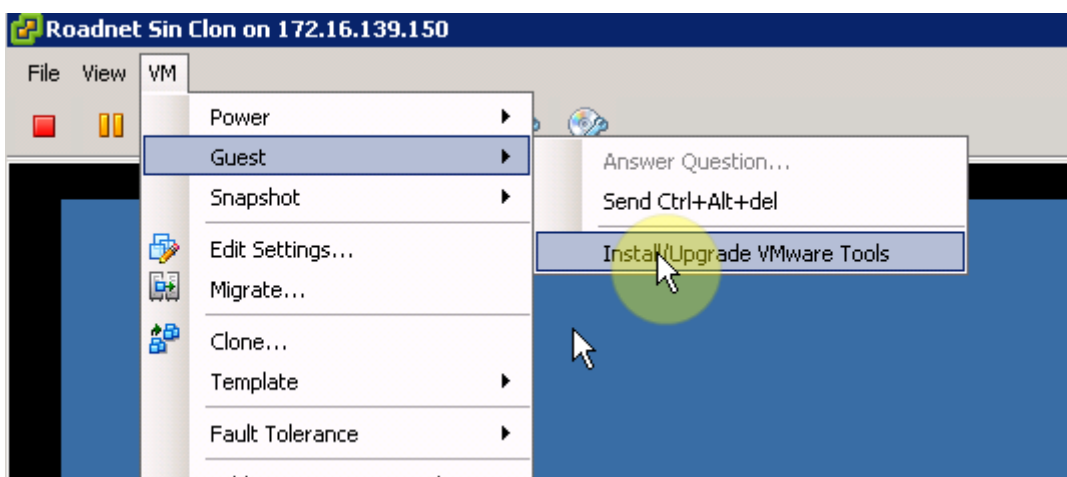 Roadnet Sin Clon on 172.16.139.150
File View VM
Power
Guest
Answer Question...
Snapshot
Send Ctrl+Alt+del
Edit Settings...
Install/Upgrade VMware Tools
Migrate...
Clone...
Template
Fault Tolerance